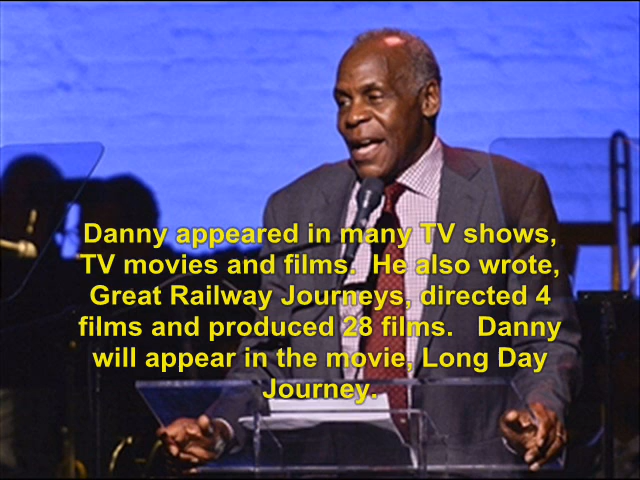 Danny appeared in many TV shows,
TV movies and films.  He also wrote,
Great Railway Journeys, directed 4
films and produced 28 films.   Danny
will appear in the movie, Long Day
Journey.